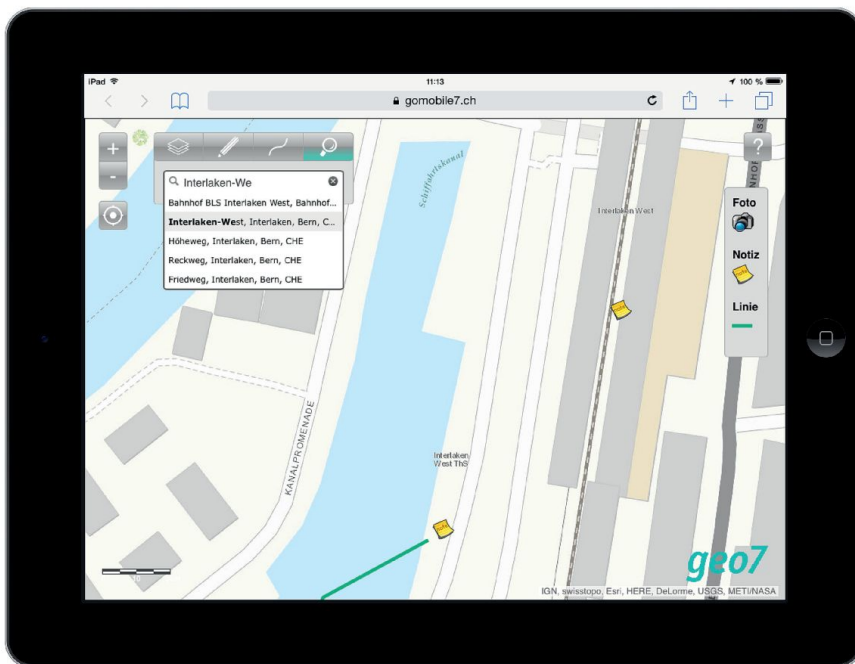 iPad
11:13
100 %
gomobile7.ch
+
-
?
Interlaken-We
Bahnhof BLS Interlaken West, Bahnhof...
Interlaken-West, Interlaken, Bern, C...
Höheweg, Interlaken, Bern, CHE
Reckweg, Interlaken, Bern, CHE
Friedweg, Interlaken, Bern, CHE
Schiffahrtskanal
Interlaken West
Foto
Notiz
Linie
KANALPROMENADE
Interlaken
West ThS
geo7
IGN, swisstopo, Esri, HERE, DeLorme, USGS, METI/NASA